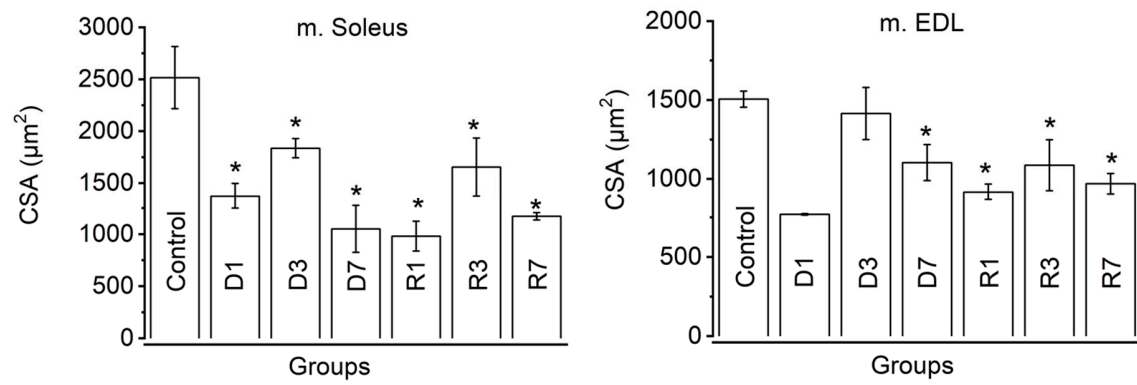 m. Soleus
CSA (µm²)
3000
2500
2000
1500
1000
500
0
Control
D1
*
D3
*
D7
*
R1
*
R3
*
R7
*
Groups
m. EDL
CSA (µm²)
2000
1500
1000
500
0
Control
D1
D3
D7
*
R1
*
R3
*
R7
*
Groups